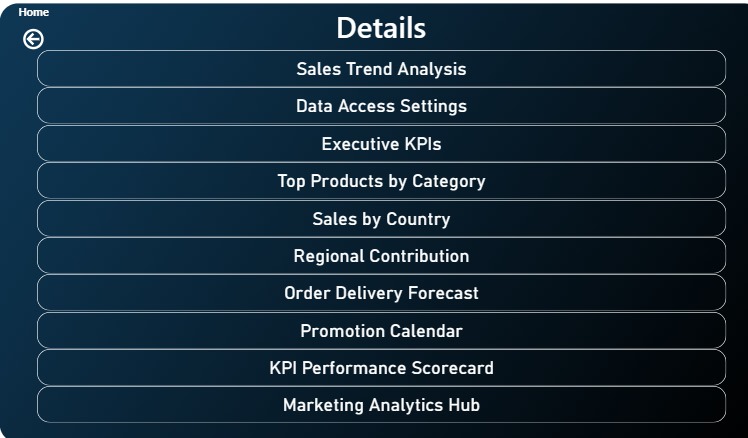 Home
Details
Sales Trend Analysis
Data Access Settings
Executive KPIs
Top Products by Category
Sales by Country
Regional Contribution
Order Delivery Forecast
Promotion Calendar
KPI Performance Scorecard
Marketing Analytics Hub